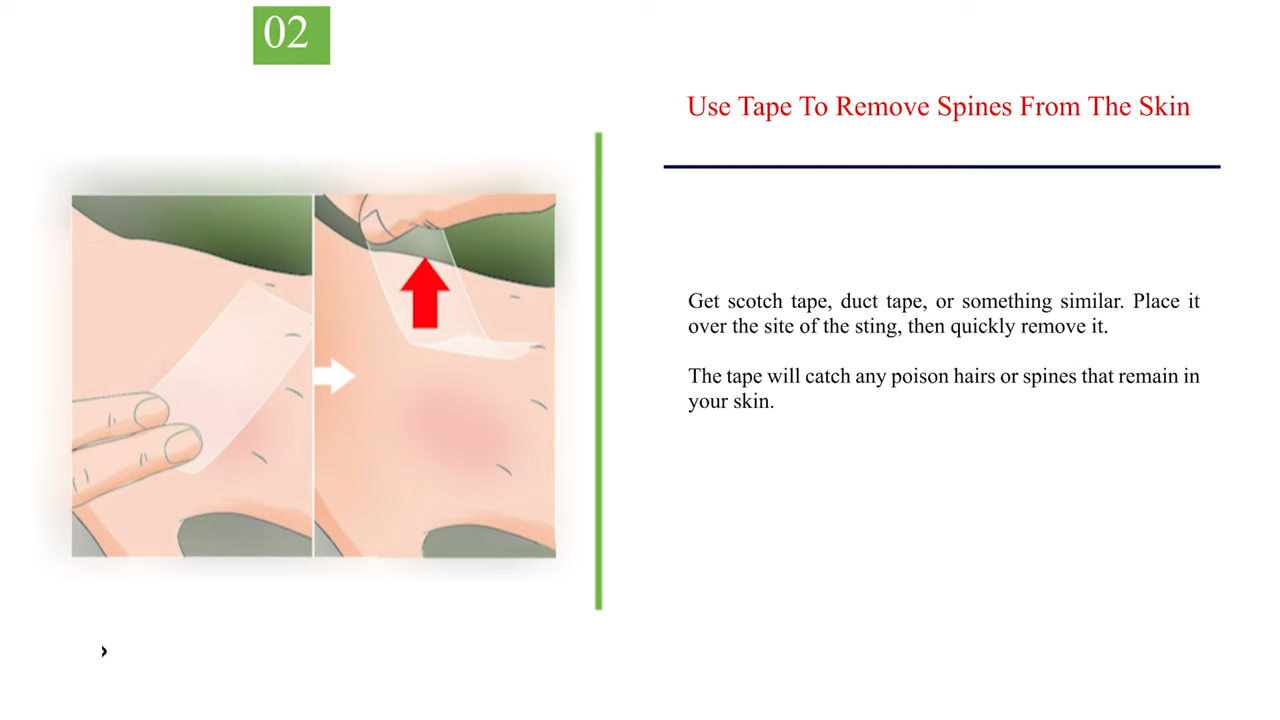 02
Use Tape To Remove Spines From The Skin
Get scotch tape, duct tape, or something similar. Place it
over the site of the sting, then quickly remove it.
The tape will catch any poison hairs or spines that remain in
your skin.